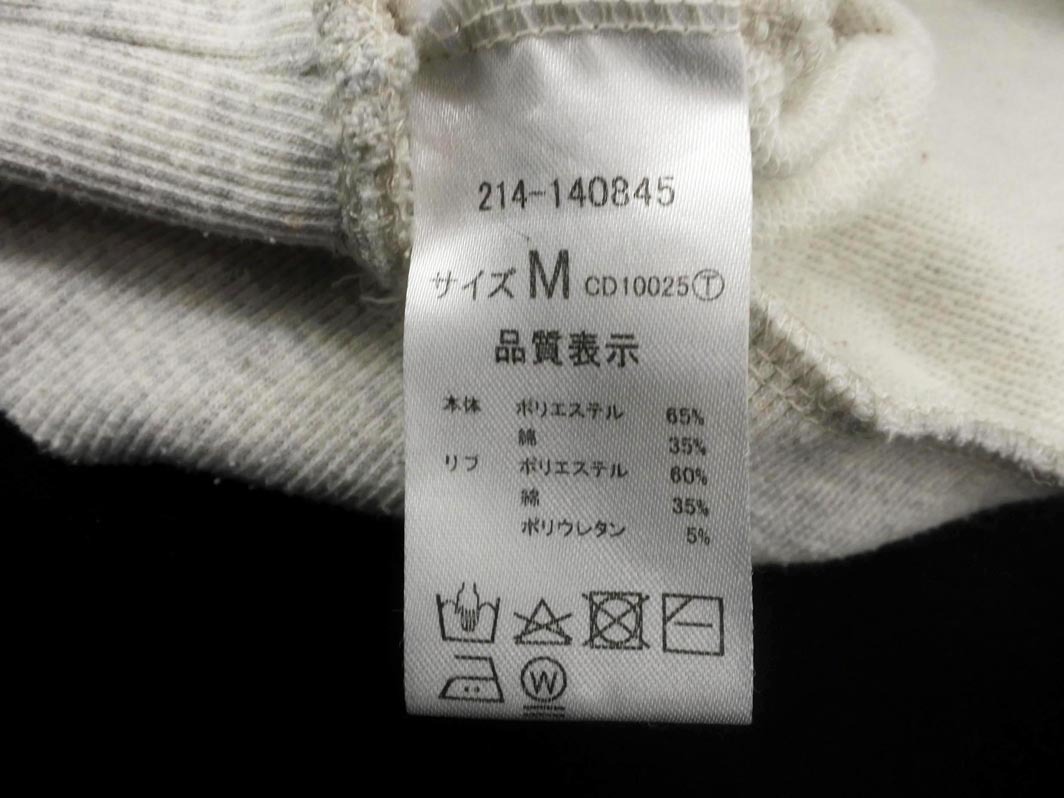 214-140845
サイズ M CD10025Ⓣ
品質表示
本体 ポリエステル 65%
綿 35%
リブ ポリエステル 60%
綿 35%
ポリウレタン 5%
W